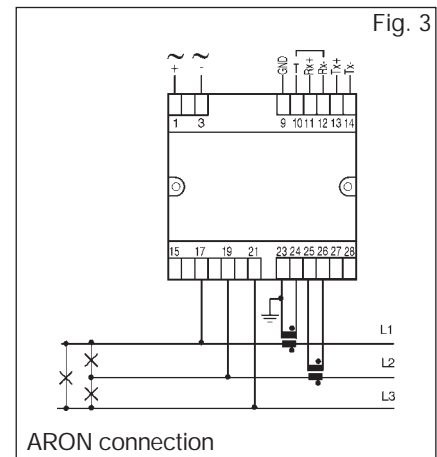 Fig. 3
~ ~
+ -
GND T Rx+ Rx- Tx+ Tx-
1 3 9 10 11 12 13 14
15 17 19 21 23 24 25 26 27 28
L1
L2
L3
ARON connection